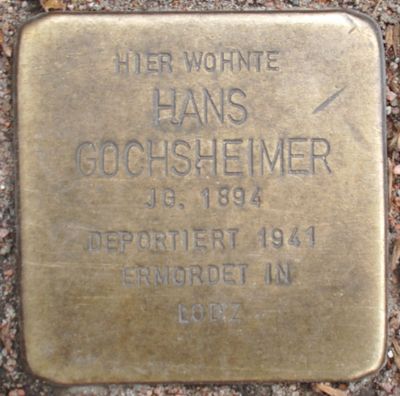 HIER WOHNTE
HANS
GOCHSHEIMER
JG. 1894
DEPORTIERT 1941
ERMORDET IN
LODZ